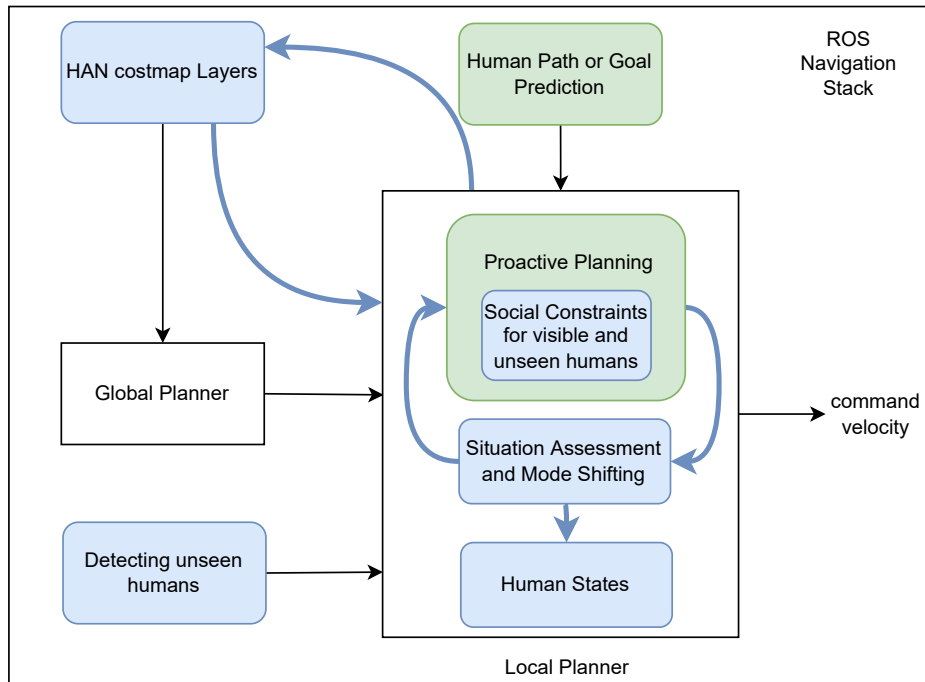 HAN costmap Layers
Human Path or Goal
Prediction
ROS
Navigation
Stack
Proactive Planning
Social Constraints
for visible and
unseen humans
Global Planner
command
velocity
Situation Assessment
and Mode Shifting
Detecting unseen
humans
Human States
Local Planner